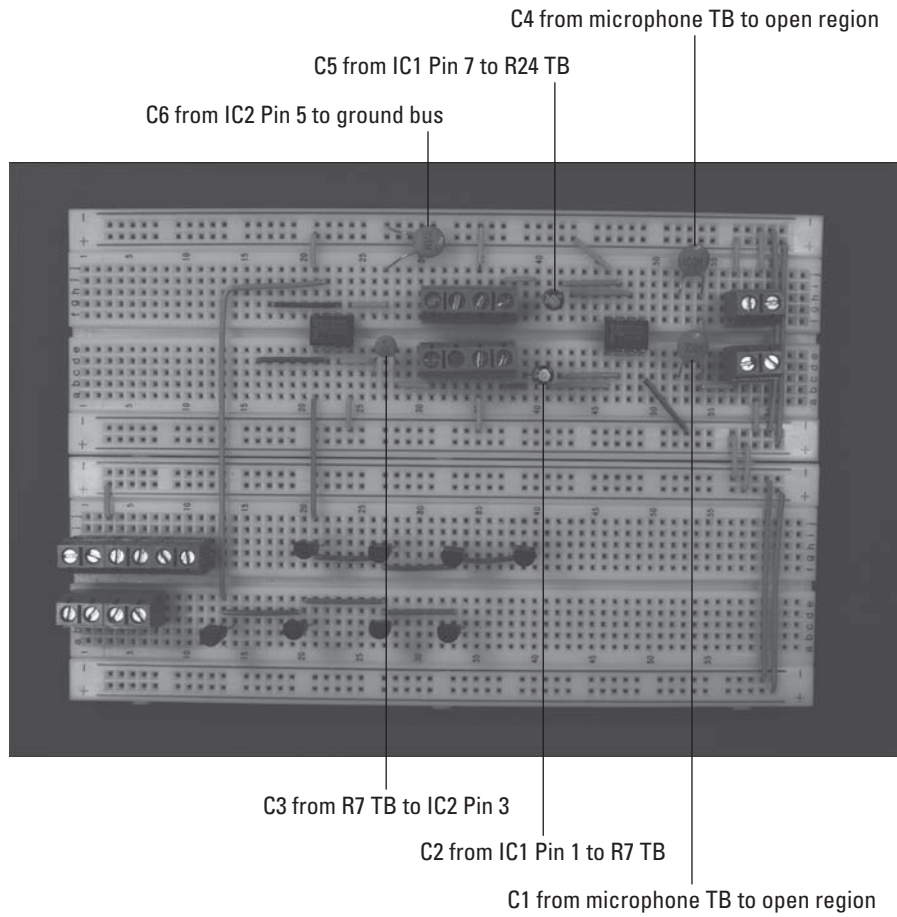 C4 from microphone TB to open region
C5 from IC1 Pin 7 to R24 TB
C6 from IC2 Pin 5 to ground bus
C3 from R7 TB to IC2 Pin 3
C2 from IC1 Pin 1 to R7 TB
C1 from microphone TB to open region